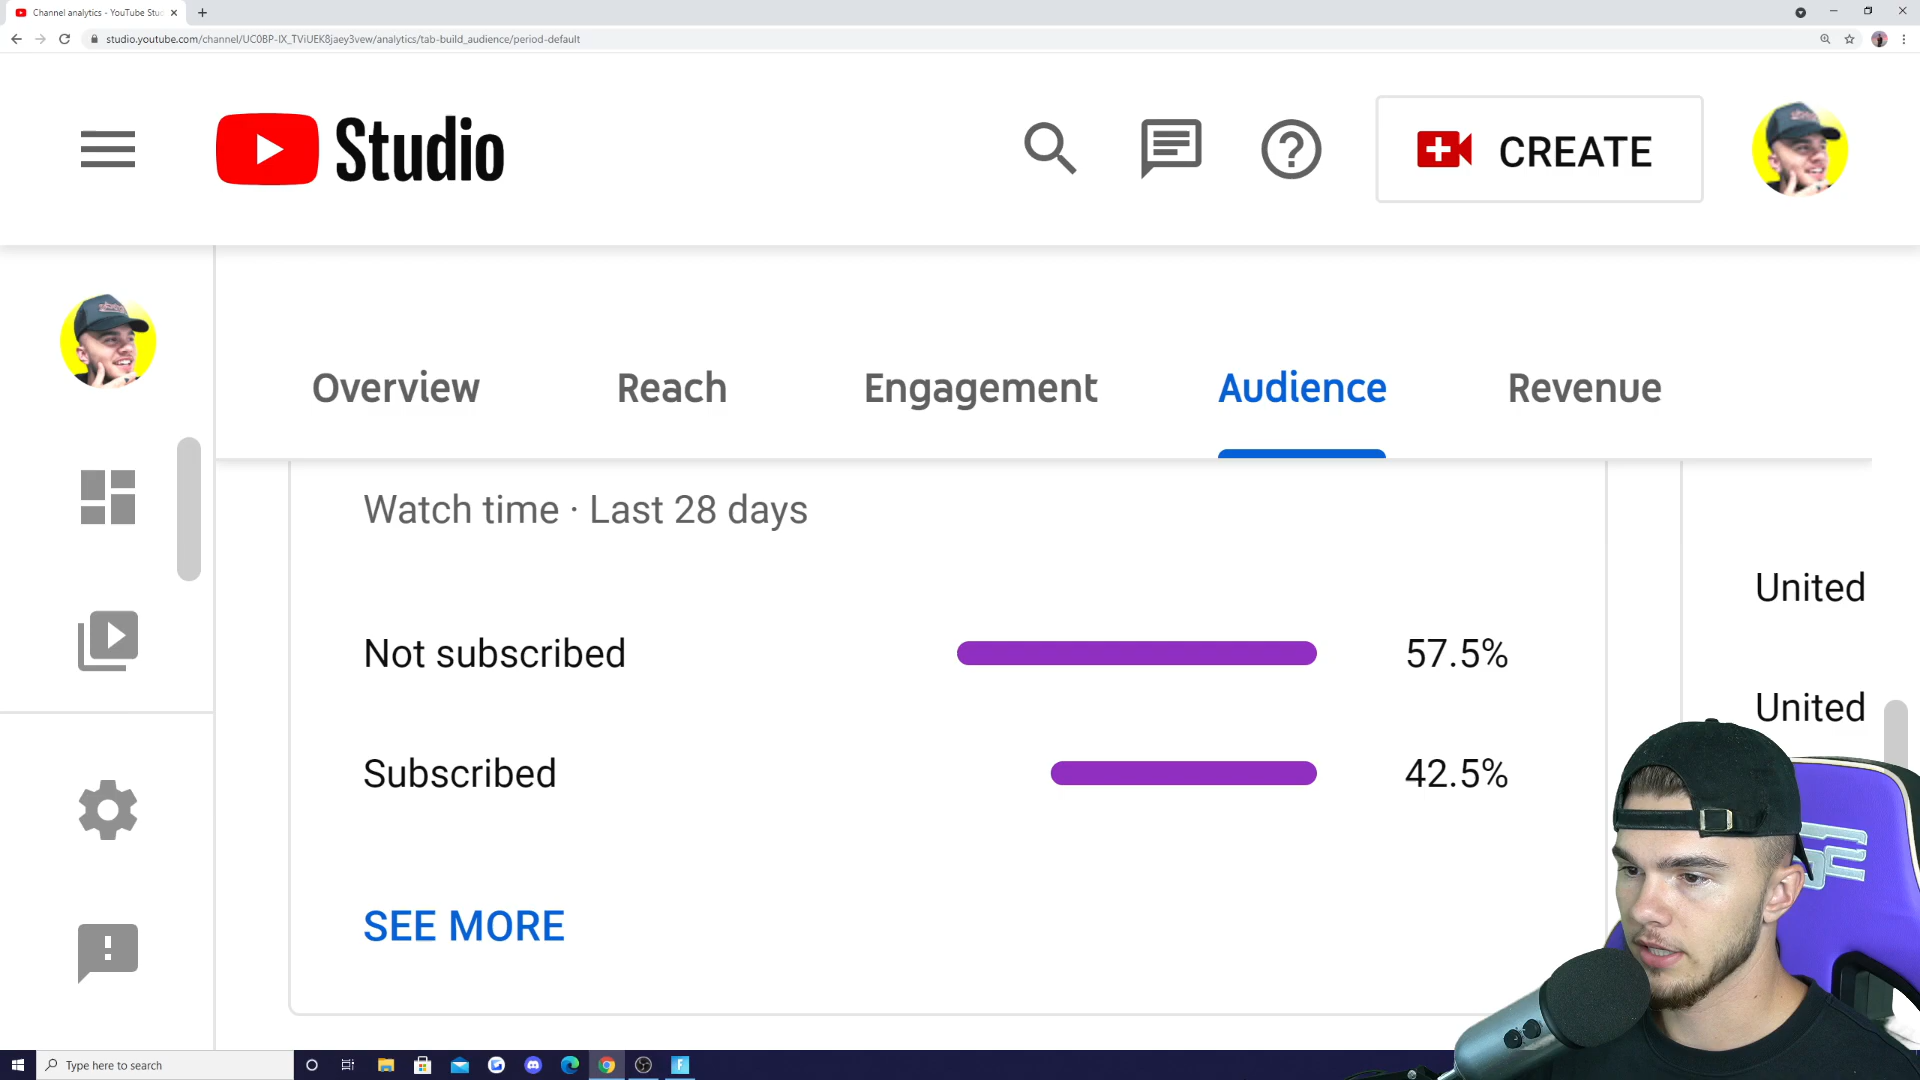 Channel analytics - YouTube Stu
studio.youtube.com/channel/UC0BP-IX_TViUEK8jaey3vew/analytics/tab-build_audience/period-default
Studio
CREATE
Overview Reach Engagement Audience Revenue
Watch time · Last 28 days
Not subscribed 57.5%
Subscribed 42.5%
SEE MORE
United
United
Type here to search